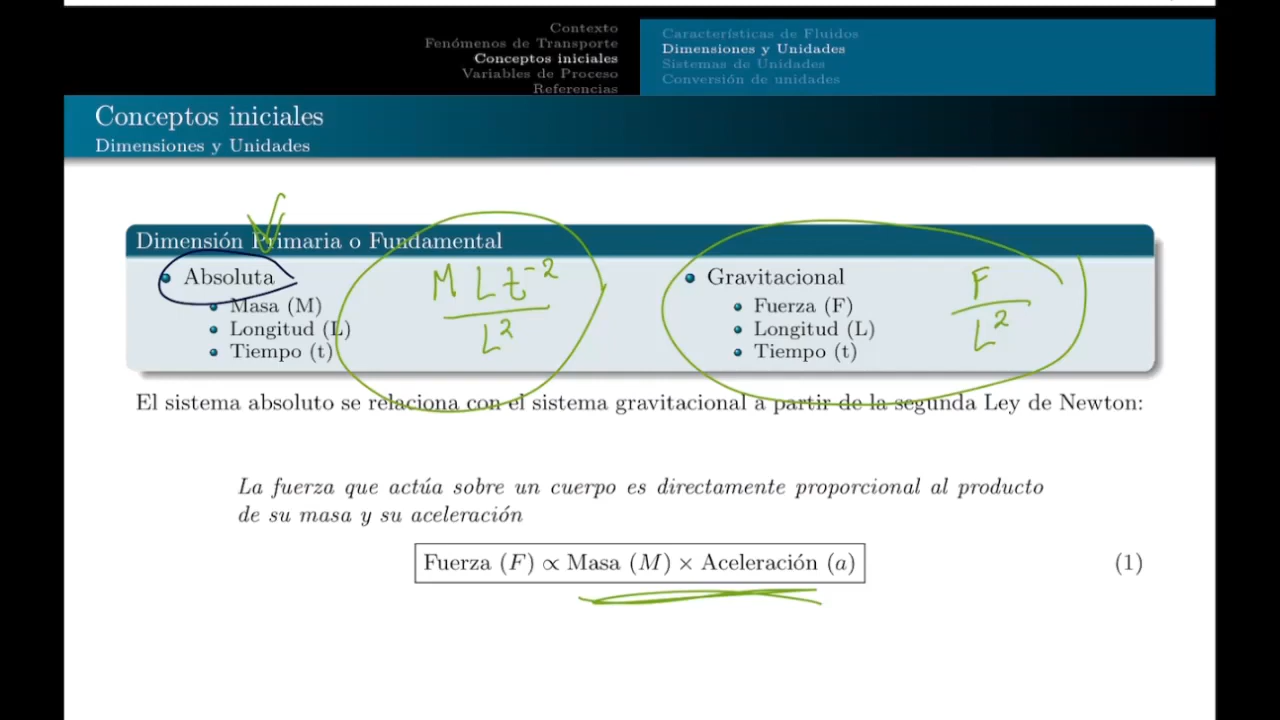 Contexto
Fenómenos de Transporte
Conceptos iniciales
Variables de Proceso
Referencias
Características de Fluidos
Dimensiones y Unidades
Sistemas de Unidades
Conversión de unidades
Conceptos iniciales
Dimensiones y Unidades
Dimensión Primaria o Fundamental
Absoluta
Masa (M)
Longitud (L)
Tiempo (t)
M L t⁻²
L²
Gravitacional
Fuerza (F)
Longitud (L)
Tiempo (t)
F
L²
El sistema absoluto se relaciona con el sistema gravitacional a partir de la segunda Ley de Newton:
La fuerza que actúa sobre un cuerpo es directamente proporcional al producto
de su masa y su aceleración
Fuerza (F) ∝ Masa (M) × Aceleración (a) (1)